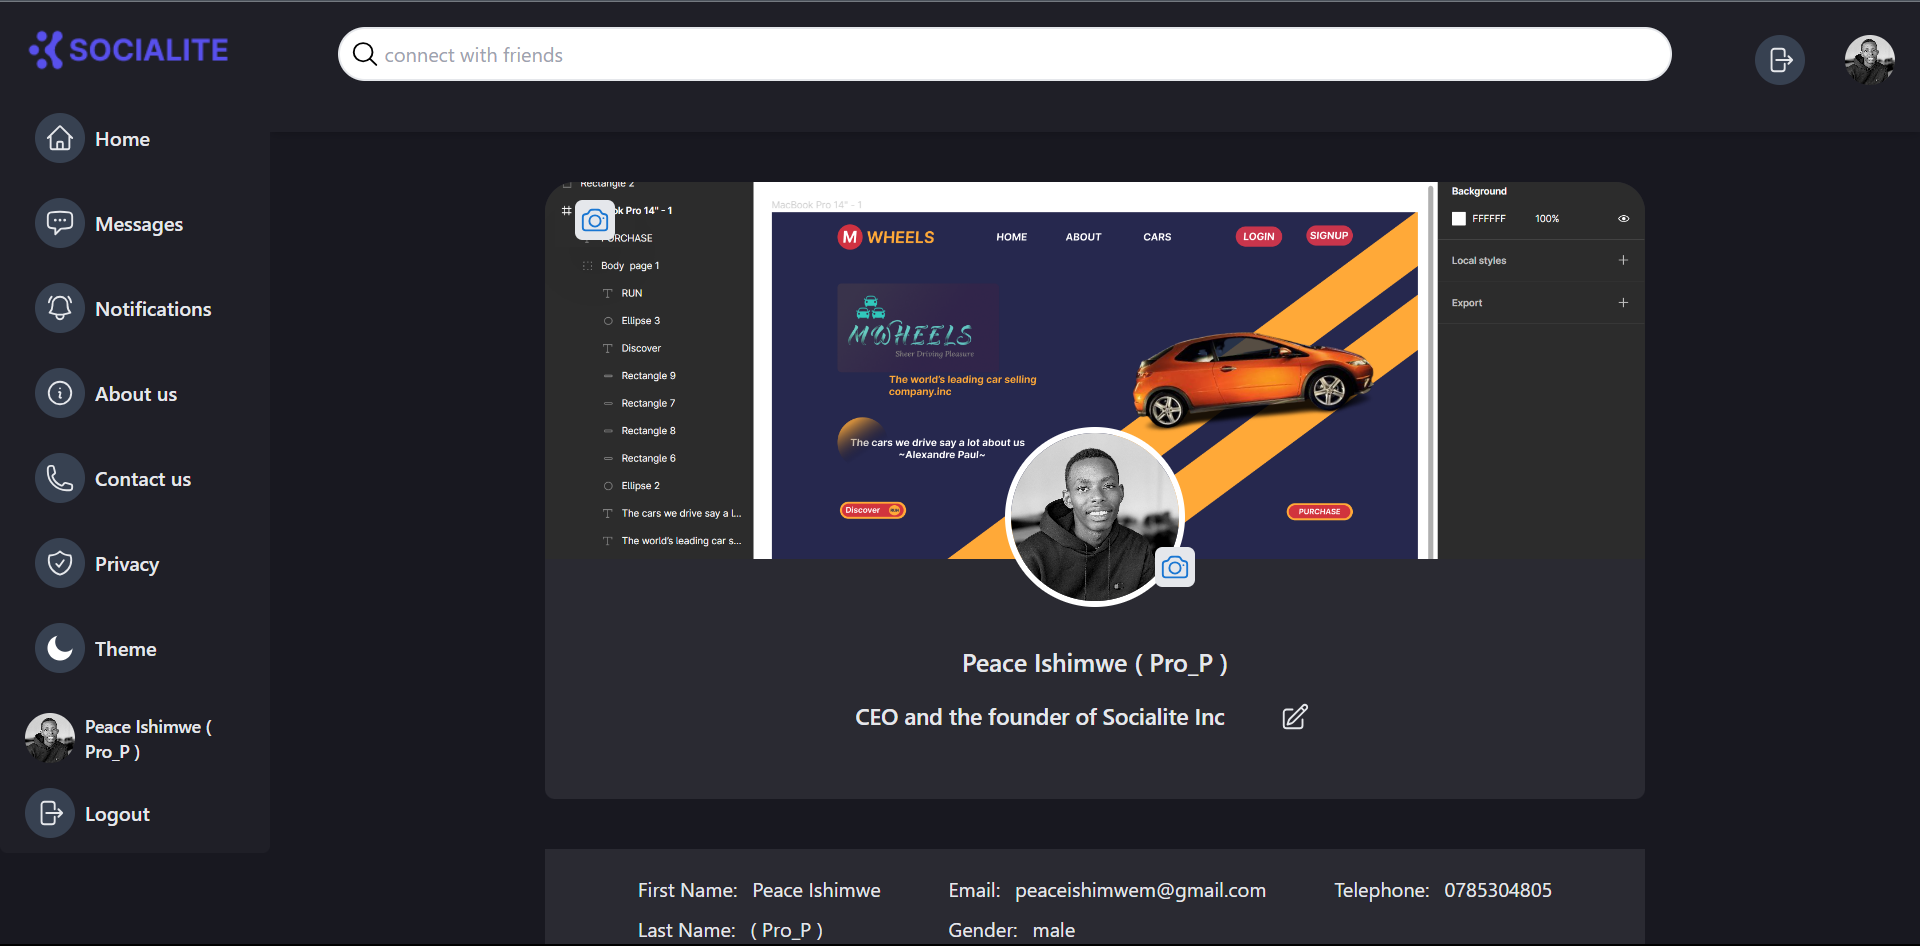 SOCIALITE
connect with friends
Home
Messages
Notifications
About us
Contact us
Privacy
Theme
Peace Ishimwe (
Pro_P )
Logout
Rectangle 2
ok Pro 14" - 1
PURCHASE
Body page 1
RUN
Ellipse 3
Discover
Rectangle 9
Rectangle 7
Rectangle 8
Rectangle 6
Ellipse 2
The cars we drive say a l...
The world's leading car s...
MacBook Pro 14" - 1
M WHEELS
HOME
ABOUT
CARS
LOGIN
SIGNUP
MWHEELS
Sheer Driving Pleasure
The world's leading car selling
company.inc
The cars we drive say a lot about us
~Alexandre Paul~
Discover
RUN
PURCHASE
Background
FFFFFF 100%
Local styles
Export
Peace Ishimwe ( Pro_P )
CEO and the founder of Socialite Inc
First Name: Peace Ishimwe
Email: peaceishimwem@gmail.com
Telephone: 0785304805
Last Name: ( Pro_P )
Gender: male